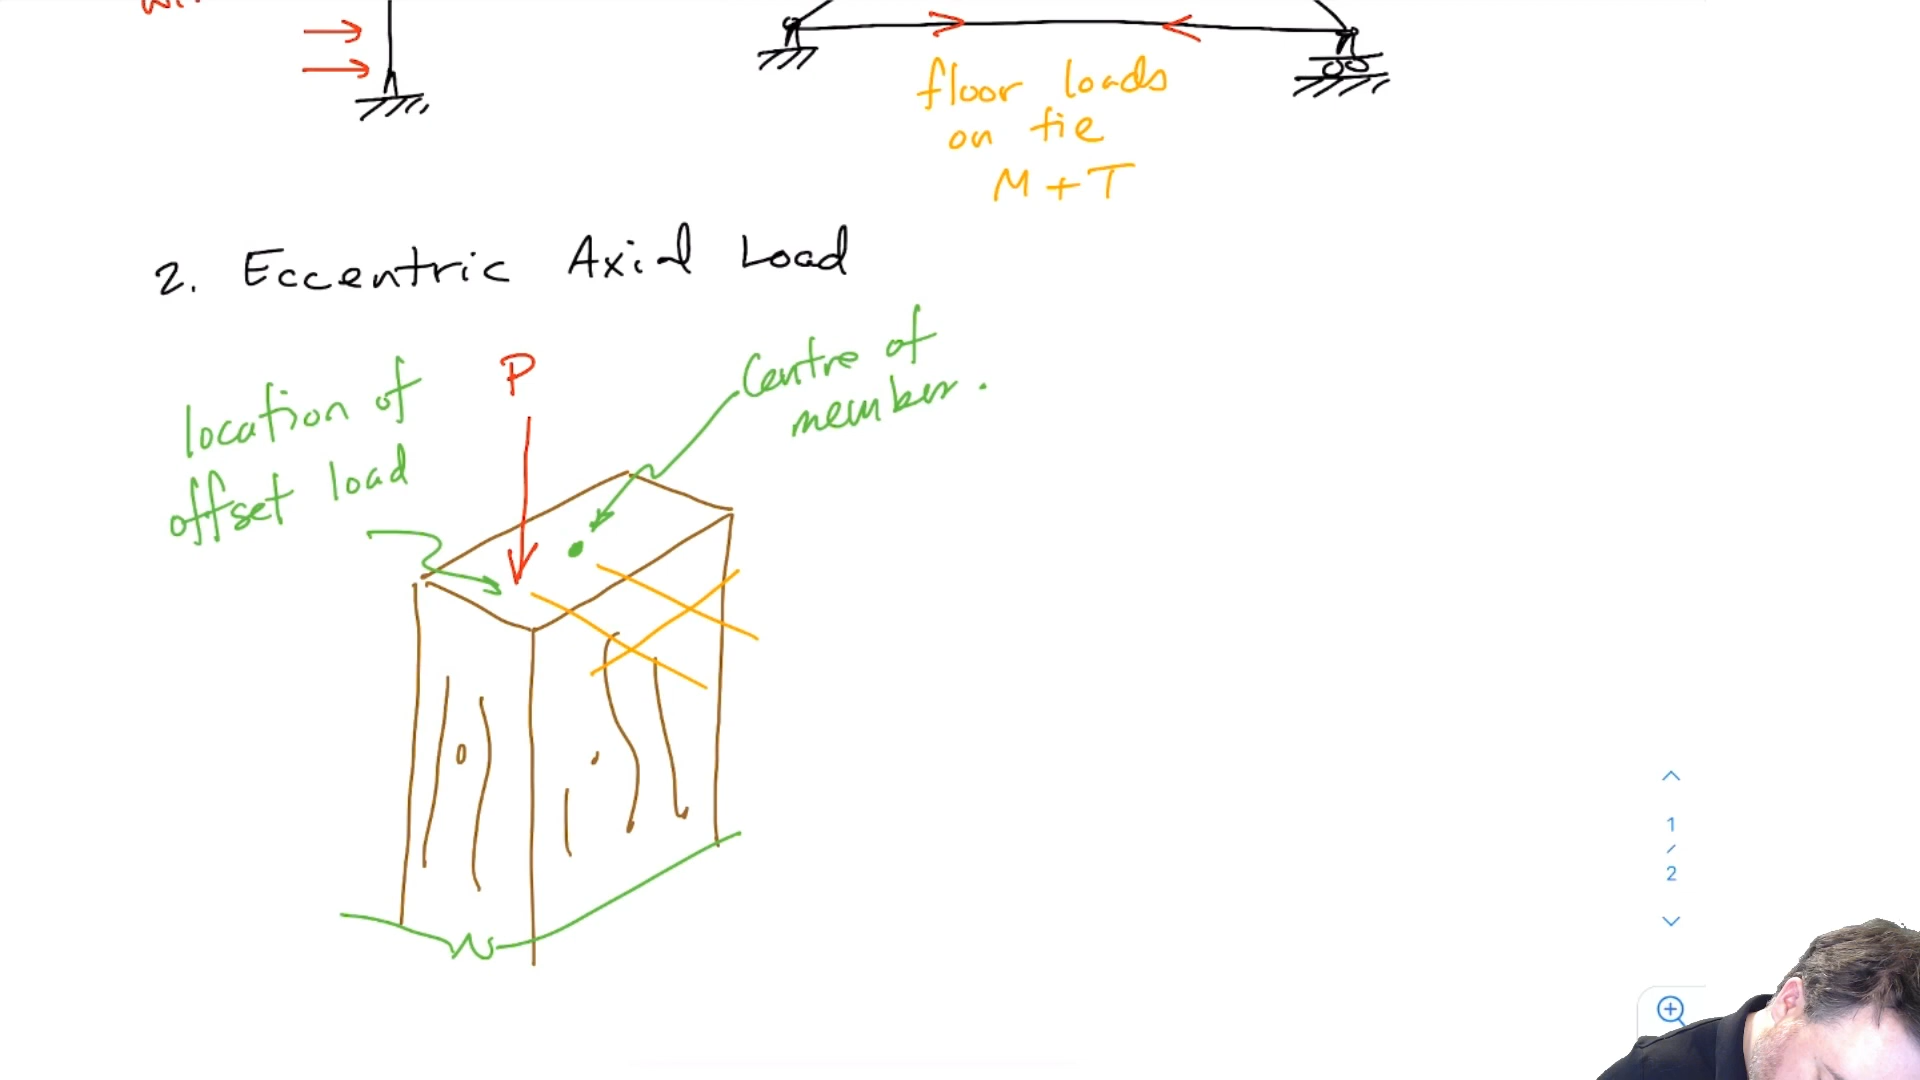 floor loads
on tie
M + T
2. Eccentric Axial Load
P
Centre of
member.
location of
offset load
1
/
2